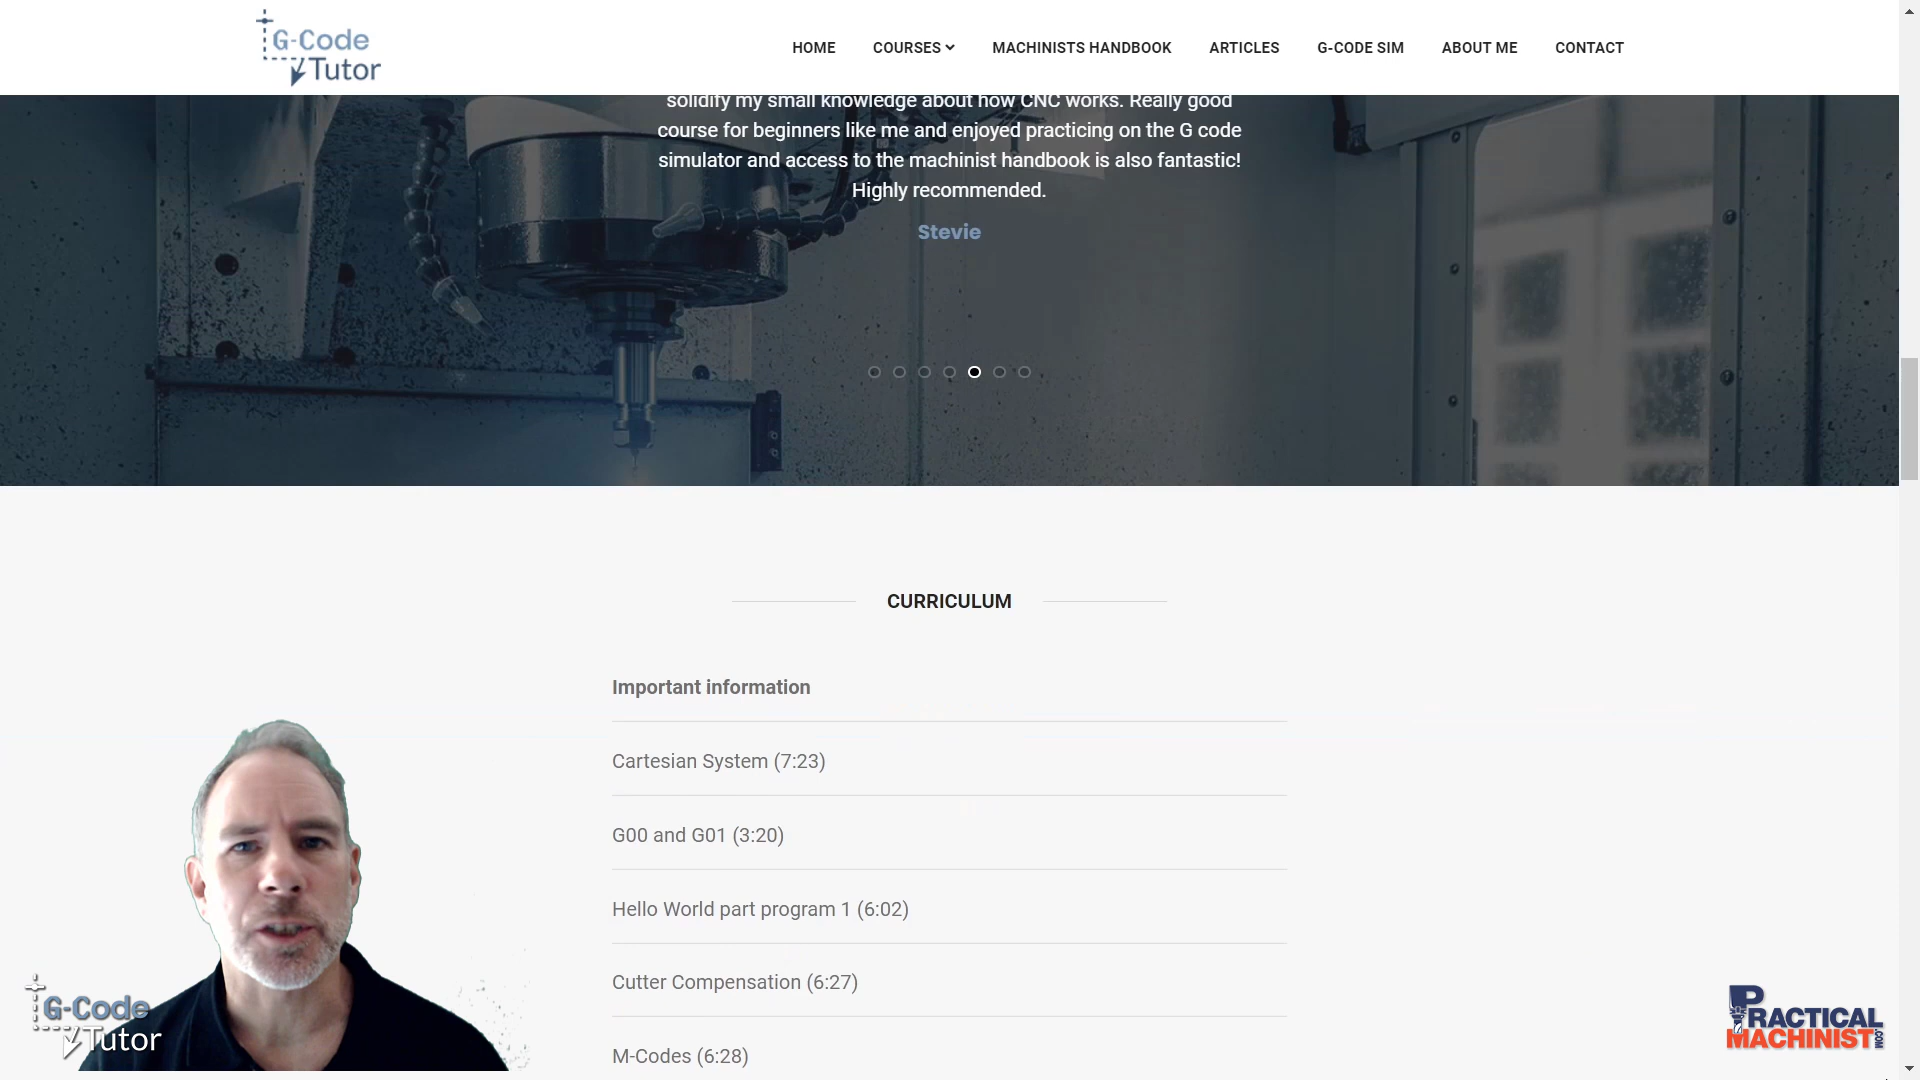 G-Code
Tutor
HOME
COURSES
MACHINISTS HANDBOOK
ARTICLES
G-CODE SIM
ABOUT ME
CONTACT
solidify my small knowledge about how CNC works. Really good
course for beginners like me and enjoyed practicing on the G code
simulator and access to the machinist handbook is also fantastic!
Highly recommended.
Stevie
CURRICULUM
Important information
Cartesian System (7:23)
G00 and G01 (3:20)
Hello World part program 1 (6:02)
Cutter Compensation (6:27)
M-Codes (6:28)
G-Code
Tutor
PRACTICAL
MACHINIST.COM